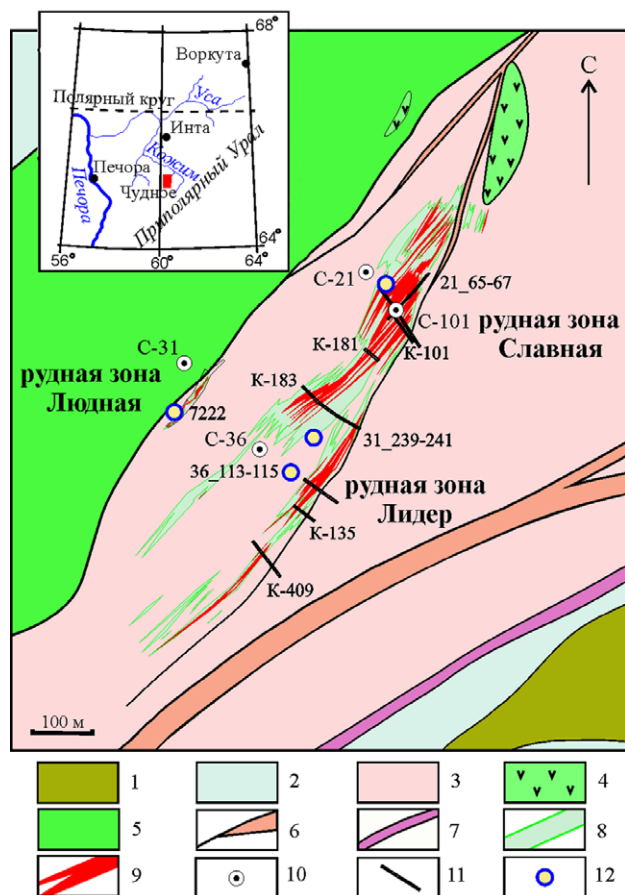 68°
Воркута
Уса
Полярный круг
Инта
Кожим
Печора
Чудное
Печора
Приполярный Урал
64°
56°
60°
64°
С
С-21
21_65-67
С-101
рудная зона
Славная
К-181
К-101
С-31
рудная зона
Людная
К-183
7222
С-36
31_239-241
36_113-115
рудная зона
Лидер
К-135
К-409
100 м
1 2 3 4
5 6 7 8
9 10 11 12